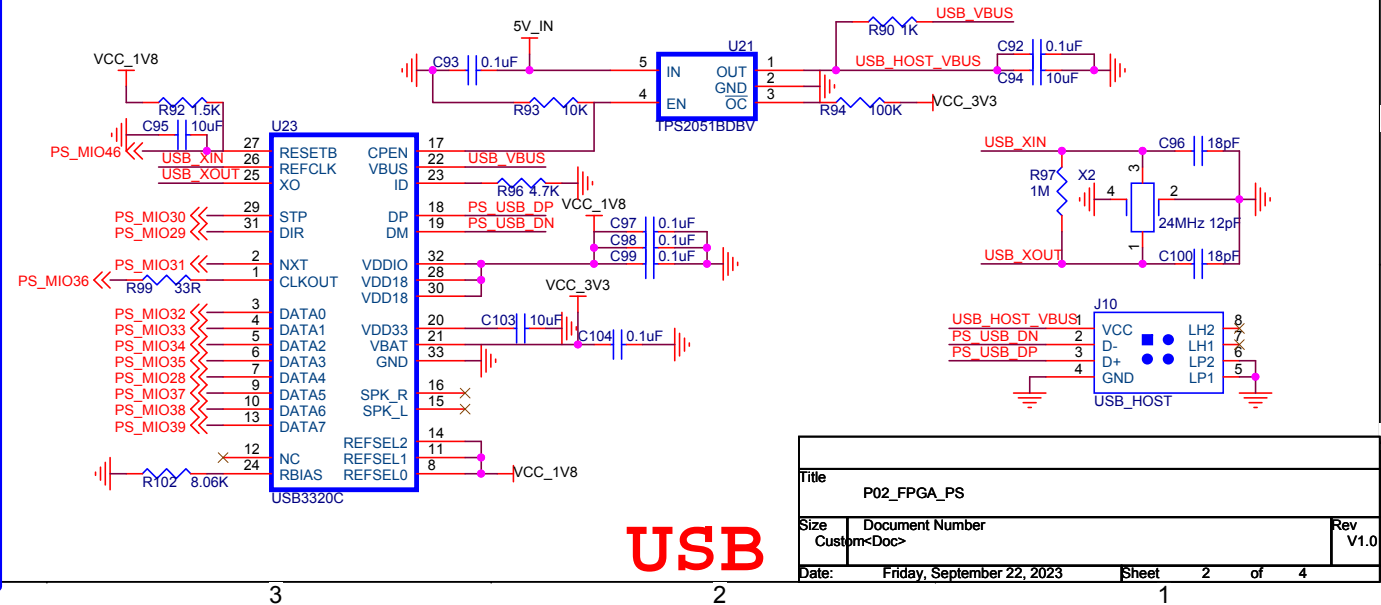 USB_VBUS
R90 1K
5V_IN
U21
C92 0.1uF
C93 0.1uF
5 IN OUT 1
USB_HOST_VBUS
C94 10uF
GND 2
4 EN OC 3
R93 10K
R94 100K
VCC_3V3
TPS2051BDBV
VCC_1V8
R92 1.5K
C95 10uF
U23
PS_MIO46
27 RESETB CPEN 17
USB_XIN 26 REFCLK VBUS 22 USB_VBUS
USB_XOUT 25 XO ID 23
R96 4.7K
VCC_1V8
PS_MIO30 29 STP DP 18 PS_USB_DP
PS_MIO29 31 DIR DM 19 PS_USB_DN
C97 0.1uF
C98 0.1uF
C99 0.1uF
PS_MIO31 2 NXT VDDIO 32
PS_MIO36 R99 33R 1 CLKOUT VDD18 28
VDD18 30
VCC_3V3
PS_MIO32 3 DATA0
PS_MIO33 4 DATA1 VDD33 20 C103 10uF
PS_MIO34 5 DATA2 VBAT 21 C104 0.1uF
PS_MIO35 6 DATA3 GND 33
PS_MIO28 7 DATA4
PS_MIO37 9 DATA5 SPK_R 16
PS_MIO38 10 DATA6 SPK_L 15
PS_MIO39 13 DATA7
REFSEL2 14
12 NC REFSEL1 11
R102 8.06K 24 RBIAS REFSEL0 8 VCC_1V8
USB3320C
USB_XIN
C96 18pF
R97 1M
X2
3
4 2
24MHz 12pF
1
USB_XOUT
C100 18pF
J10
USB_HOST_VBUS 1 VCC LH2 8
PS_USB_DN 2 D- LH1 7
PS_USB_DP 3 D+ LP2 6
4 GND LP1 5
USB_HOST
USB
Title
P02_FPGA_PS
Size Document Number Rev
Custom <Doc> V1.0
Date: Friday, September 22, 2023 Sheet 2 of 4
3 2 1